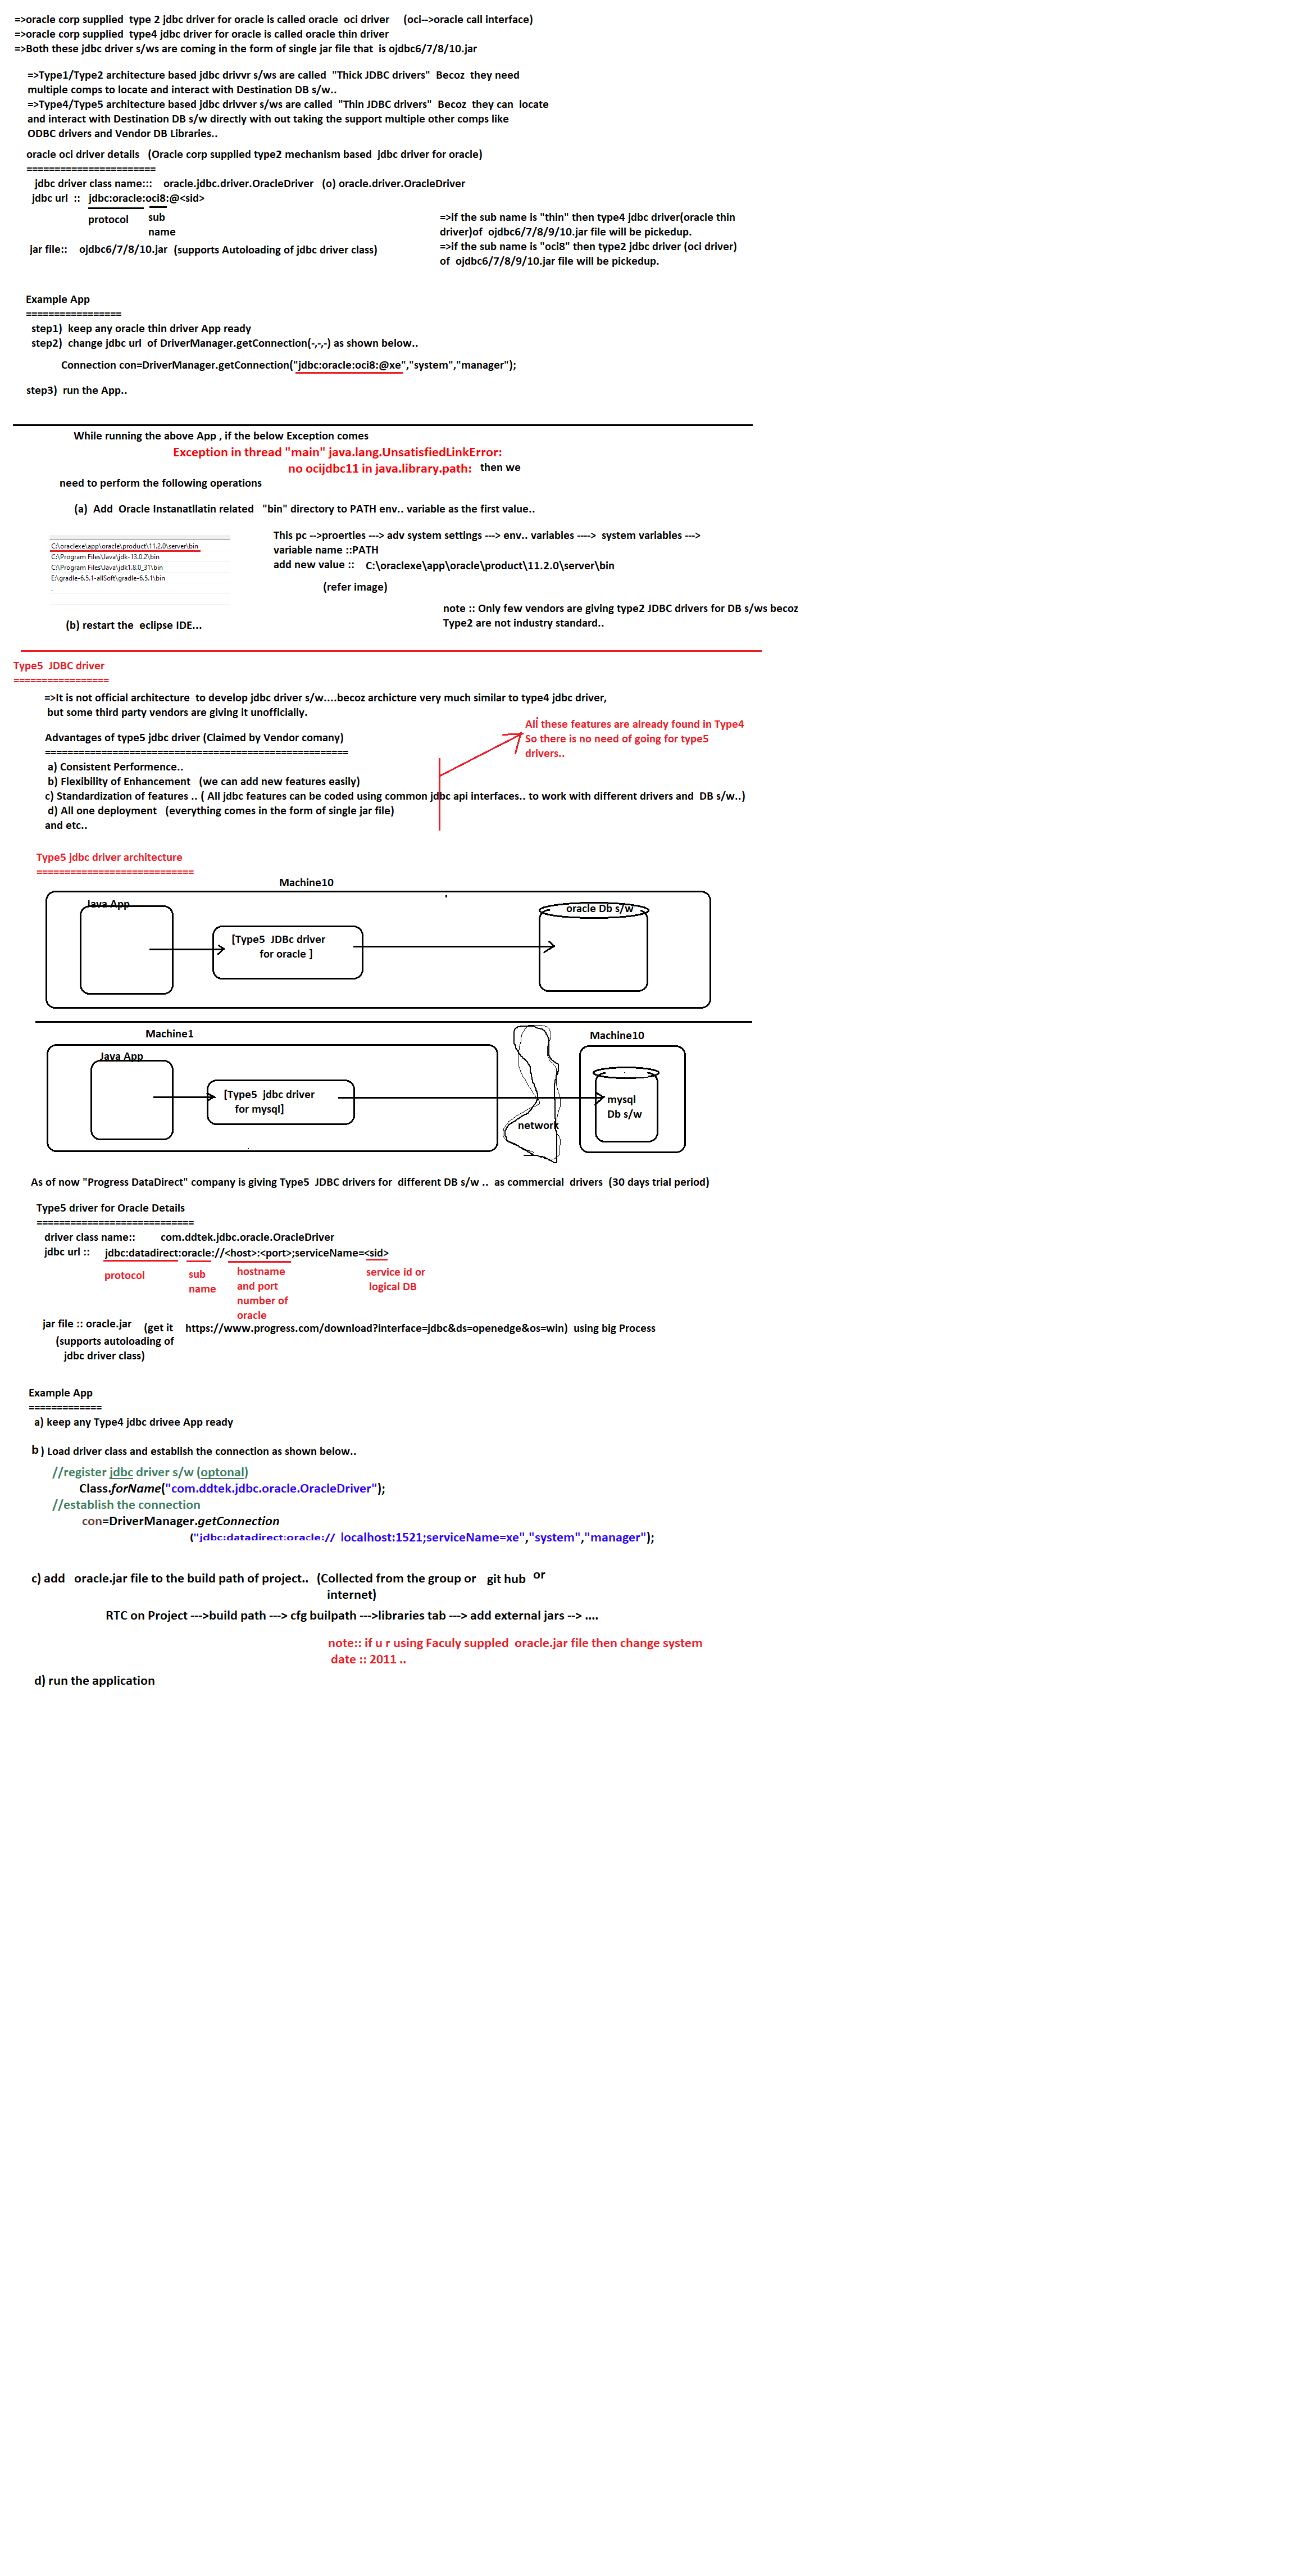 =>oracle corp supplied  type 2 jdbc driver for oracle is called oracle  oci driver     (oci-->oracle call interface)
=>oracle corp supplied  type4 jdbc driver for oracle is called oracle thin driver
=>Both these jdbc driver s/ws are coming in the form of single jar file that  is ojdbc6/7/8/10.jar
=>Type1/Type2 architecture based jdbc drivvr s/ws are called  "Thick JDBC drivers"  Becoz  they need
multiple comps to locate and interact with Destination DB s/w..
=>Type4/Type5 architecture based jdbc drivver s/ws are called  "Thin JDBC drivers"  Becoz  they can  locate
and interact with Destination DB s/w directly with out taking the support multiple other comps like
ODBC drivers and Vendor DB Libraries..
oracle oci driver details   (Oracle corp supplied type2 mechanism based  jdbc driver for oracle)
=======================
jdbc driver class name:::    oracle.jdbc.driver.OracleDriver   (o) oracle.driver.OracleDriver
jdbc url  ::   jdbc:oracle:oci8:@<sid>
protocol
sub
name
=>if the sub name is "thin" then type4 jdbc driver(oracle thin
driver)of  ojdbc6/7/8/9/10.jar file will be pickedup.
=>if the sub name is "oci8" then type2 jdbc driver (oci driver)
of  ojdbc6/7/8/9/10.jar file will be pickedup.
jar file::    ojdbc6/7/8/10.jar  (supports Autoloading of jdbc driver class)
Example App
=================
step1)  keep any oracle thin driver App ready
step2)  change jdbc url  of DriverManager.getConnection(-,-,-) as shown below..
Connection con=DriverManager.getConnection("jdbc:oracle:oci8:@xe","system","manager");
step3)  run the App..
While running the above App , if the below Exception comes
Exception in thread "main" java.lang.UnsatisfiedLinkError:
no ocijdbc11 in java.library.path:   then we
need to perform the following operations
(a)  Add  Oracle Instanatllatin related   "bin" directory to PATH env.. variable as the first value..
C:\oraclexe\app\oracle\product\11.2.0\server\bin
C:\Program Files\Java\jdk-13.0.2\bin
C:\Program Files\Java\jdk1.8.0_31\bin
E:\gradle-6.5.1-allSoft\gradle-6.5.1\bin
This pc -->proerties ---> adv system settings ---> env.. variables ----> system variables --->
variable name ::PATH
add new value ::   C:\oraclexe\app\oracle\product\11.2.0\server\bin
(refer image)
note :: Only few vendors are giving type2 JDBC drivers for DB s/ws becoz
Type2 are not industry standard..
(b) restart the  eclipse IDE...
Type5  JDBC driver
=================
=>It is not official architecture  to develop jdbc driver s/w....becoz archicture very much similar to type4 jdbc driver,
but some third party vendors are giving it unofficially.
All these features are already found in Type4
So there is no need of going for type5
drivers..
Advantages of type5 jdbc driver (Claimed by Vendor comany)
======================================================
a) Consistent Performence..
b) Flexibility of Enhancement   (we can add new features easily)
c) Standardization of features .. ( All jdbc features can be coded using common jdbc api interfaces.. to work with different drivers and  DB s/w..)
d) All one deployment   (everything comes in the form of single jar file)
and etc..
Type5 jdbc driver architecture
============================
Machine10
Java App
oracle Db s/w
[Type5  JDBc driver
for oracle ]
Machine1
Machine10
Java App
[Type5  jdbc driver
for mysql]
mysql
Db s/w
network
As of now "Progress DataDirect" company is giving Type5  JDBC drivers for  different DB s/w ..  as commercial  drivers  (30 days trial period)
Type5 driver for Oracle Details
============================
driver class name::         com.ddtek.jdbc.oracle.OracleDriver
jdbc url ::     jdbc:datadirect:oracle://<host>:<port>;serviceName=<sid>
protocol
sub
name
hostname
and port
number of
oracle
service id or
logical DB
jar file :: oracle.jar    (get it    https://www.progress.com/download?interface=jdbc&ds=openedge&os=win)  using big Process
(supports autoloading of
jdbc driver class)
Example App
=============
a) keep any Type4 jdbc drivee App ready
b ) Load driver class and establish the connection as shown below..
//register jdbc driver s/w (optonal)
Class.forName("com.ddtek.jdbc.oracle.OracleDriver");
//establish the connection
con=DriverManager.getConnection
("jdbc:datadirect:oracle://  localhost:1521;serviceName=xe","system","manager");
c) add   oracle.jar file to the build path of project..  (Collected from the group or   git hub  or
internet)
RTC on Project --->build path ---> cfg builpath --->libraries tab ---> add external jars --> ....
note:: if u r using Faculy suppled  oracle.jar file then change system
date :: 2011 ..
d) run the application